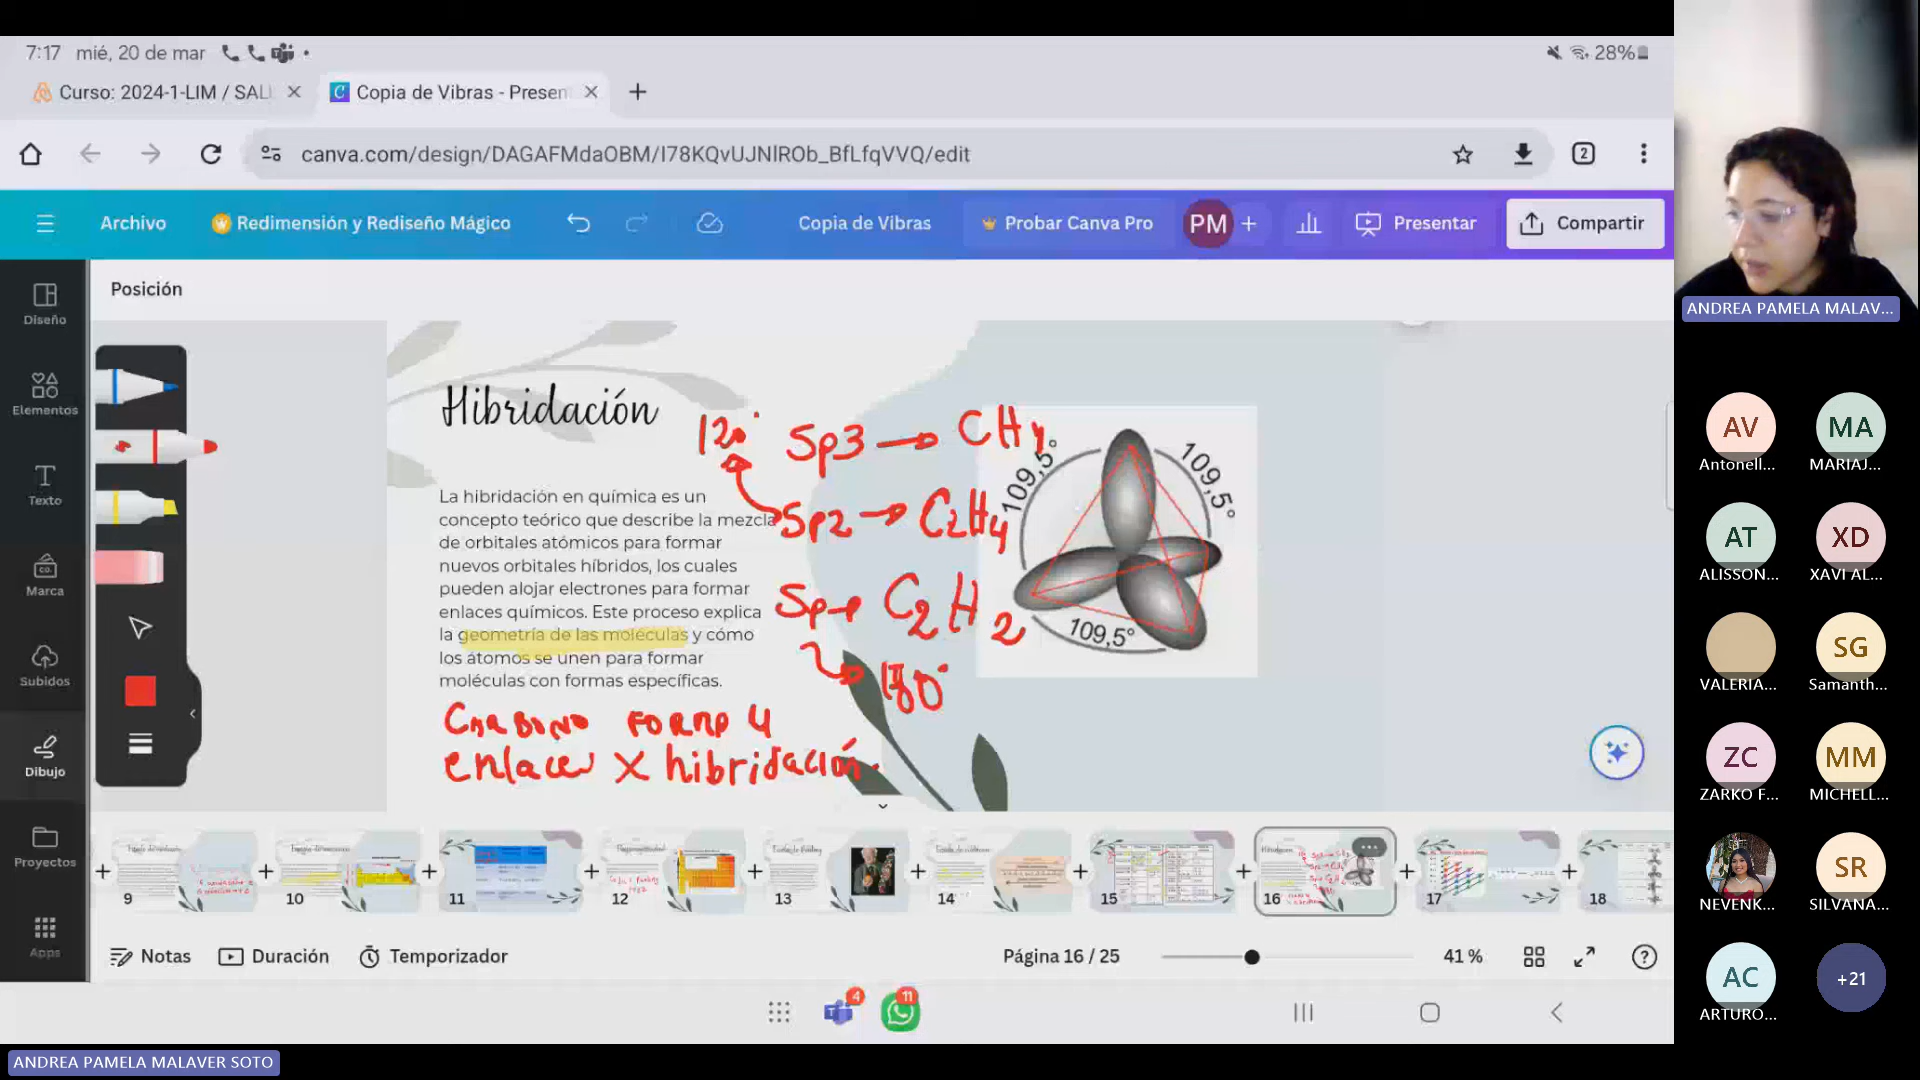 7:17 mié, 20 de mar
28%
Curso: 2024-1-LIM / SAL
Copia de Vibras - Presen
canva.com/design/DAGAFMdaOBM/I78KQvUJNlROb_BfLfqVVQ/edit
2
Archivo
Redimensión y Rediseño Mágico
Copia de Vibras
Probar Canva Pro
PM
Presentar
Compartir
Posición
Diseño
Elementos
Texto
Marca
Subidos
Dibujo
Proyectos
Apps
Hibridación
La hibridación en química es un
concepto teórico que describe la mezcla
de orbitales atómicos para formar
nuevos orbitales híbridos, los cuales
pueden alojar electrones para formar
enlaces químicos. Este proceso explica
la geometría de las moléculas y cómo
los átomos se unen para formar
moléculas con formas específicas.
120°
Sp3 → CH4
Sp2 → C2H4
Sp → C2H2
180°
Carbono forma 4
enlaces x hibridación.
109,5°
109,5°
109,5°
9
10
11
12
13
14
15
16
17
18
Notas
Duración
Temporizador
Página 16 / 25
41 %
4
11
ANDREA PAMELA MALAVER SOTO
ANDREA PAMELA MALAV...
AV
Antonell...
MA
MARIAJ...
AT
ALISSON...
XD
XAVI AL...
VALERIA...
SG
Samanth...
ZC
ZARKO F...
MM
MICHELL...
NEVENK...
SR
SILVANA...
AC
ARTURO...
+21